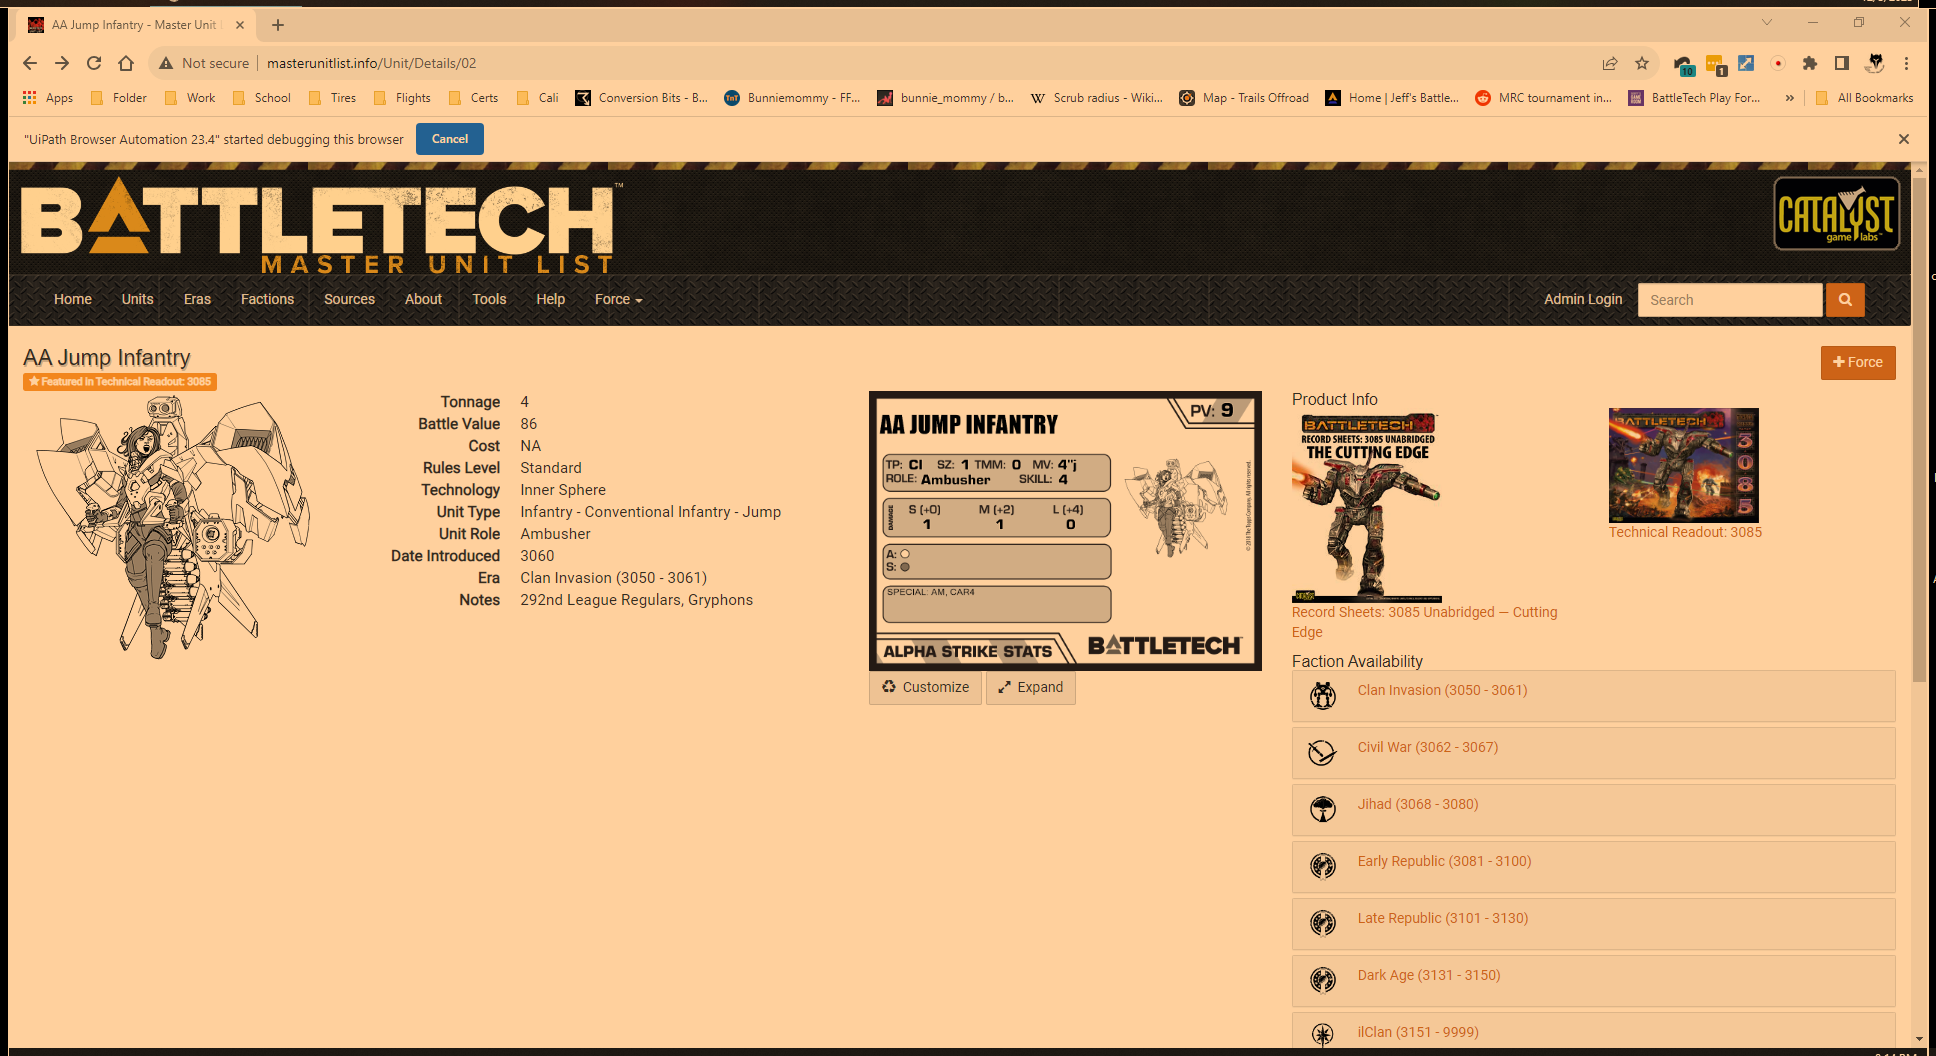 AA Jump Infantry - Master Unit
Not secure | masterunitlist.info/Unit/Details/02
10
1
Apps Folder Work School Tires Flights Certs Cali Conversion Bits - B... Bunniemommy - FF... bunnie_mommy / b... Scrub radius - Wiki... Map - Trails Offroad Home | Jeff's Battle... MRC tournament in... BattleTech Play For... » All Bookmarks
"UiPath Browser Automation 23.4" started debugging this browser Cancel
BATTLETECH™
MASTER UNIT LIST
CATALYST
game labs™
Home Units Eras Factions Sources About Tools Help Force Admin Login Search
AA Jump Infantry
Force
Featured in Technical Readout: 3085
Tonnage 4
Battle Value 86
Cost NA
Rules Level Standard
Technology Inner Sphere
Unit Type Infantry - Conventional Infantry - Jump
Unit Role Ambusher
Date Introduced 3060
Era Clan Invasion (3050 - 3061)
Notes 292nd League Regulars, Gryphons
PV: 9
AA JUMP INFANTRY
TP: CI SZ: 1 TMM: 0 MV: 4"j
ROLE: Ambusher SKILL: 4
DAMAGE
S (+0) M (+2) L (+4)
1 1 0
A:
S:
SPECIAL: AM, CAR4
ALPHA STRIKE STATS
BATTLETECH
Customize Expand
Product Info
BATTLETECH
RECORD SHEETS: 3085 UNABRIDGED
THE CUTTING EDGE
Record Sheets: 3085 Unabridged — Cutting
Edge
BATTLETECH
3085
Technical Readout: 3085
Faction Availability
Clan Invasion (3050 - 3061)
Civil War (3062 - 3067)
Jihad (3068 - 3080)
Early Republic (3081 - 3100)
Late Republic (3101 - 3130)
Dark Age (3131 - 3150)
ilClan (3151 - 9999)